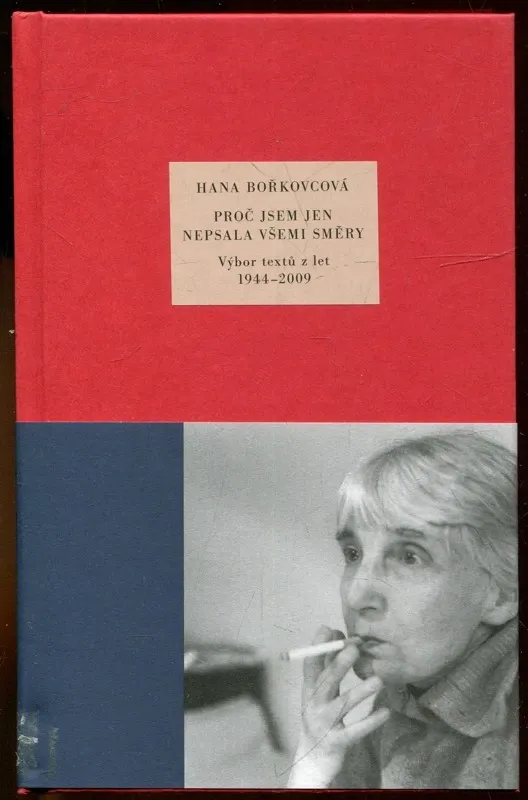 HANA BOŘKOVCOVÁ
PROČ JSEM JEN
NEPSALA VŠEMI SMĚRY
Výbor textů z let
1944–2009